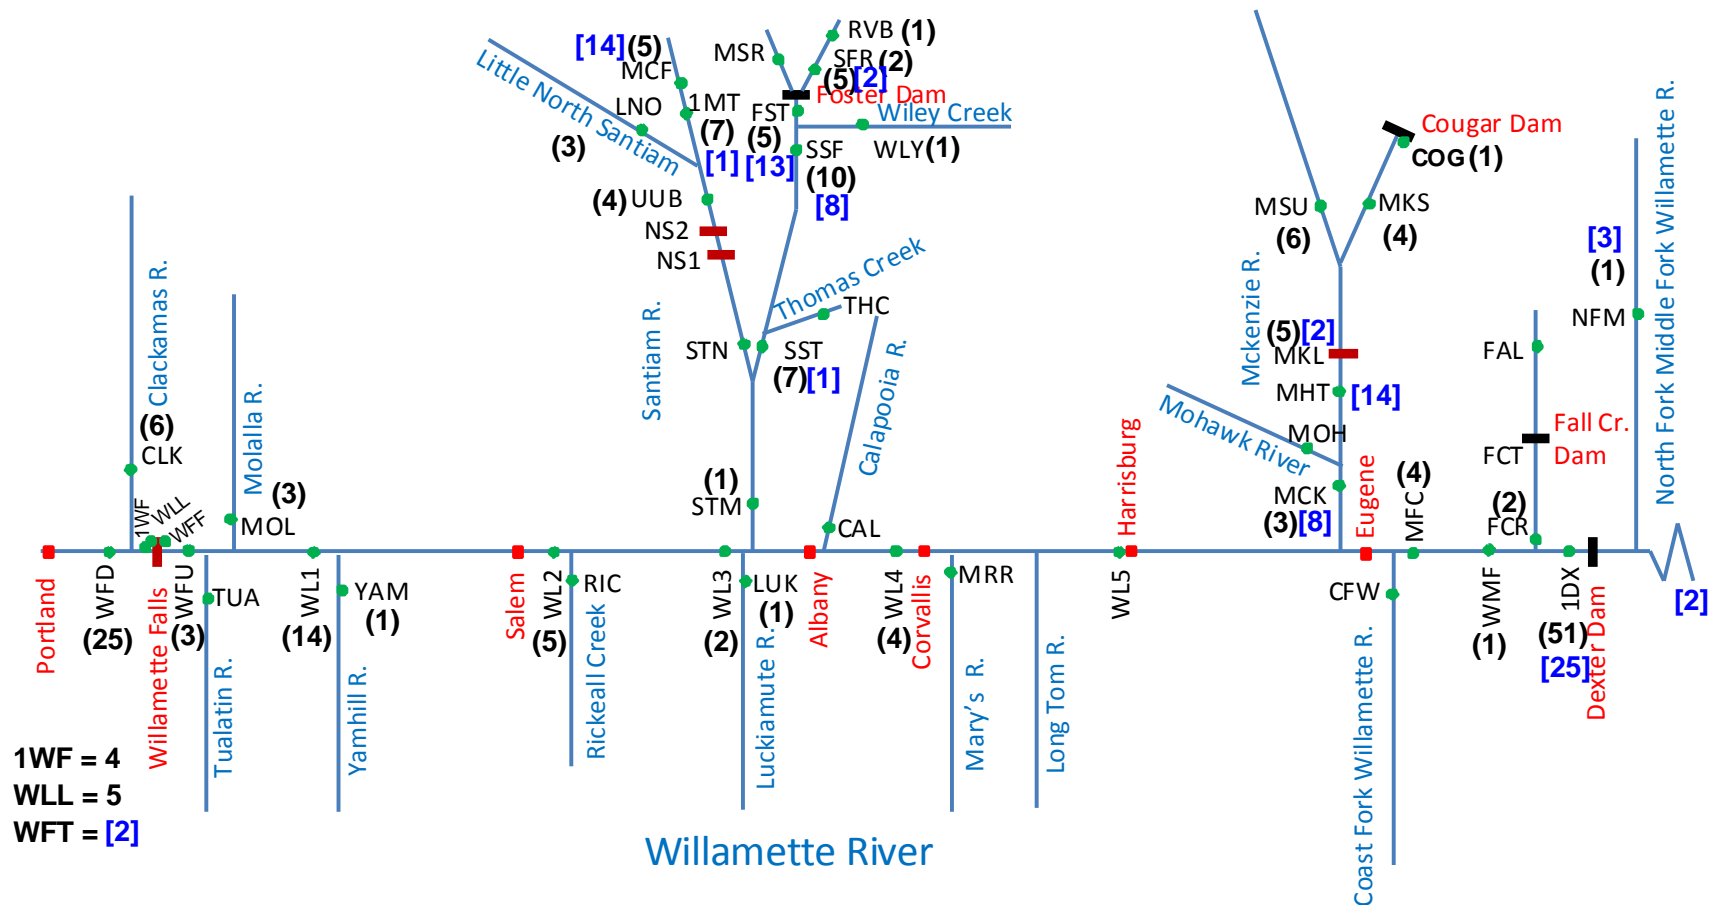 [14](5)
MCF
Little North Santiam
LNO
(3)
1MT
(7)
[1]
(4) UUB
NS2
NS1
MSR
RVB (1)
SFR (2)
(5)[2]
Foster Dam
FST
(5)
[13]
Wiley Creek
WLY(1)
SSF
(10)
[8]
Thomas Creek
THC
STN
SST
(7)[1]
Santiam R.
Calapooia R.
(1)
STM
CAL
Clackamas R.
(6)
CLK
1WF
WLL
WFF
Molalla R.
(3)
MOL
Cougar Dam
COG (1)
MSU
(6)
MKS
(4)
Mckenzie R.
(5)[2]
MKL
MHT [14]
Mohawk River
MOH
MCK
(3)[8]
Harrisburg
Eugene
(4)
MFC
FAL
Fall Cr.
Dam
FCT
(2)
FCR
[3]
(1)
NFM
North Fork Middle Fork Willamette R.
[2]
Portland
WFD
(25)
Willamette Falls
WFU
(3)
TUA
Tualatin R.
WL1
(14)
YAM
(1)
Yamhill R.
Salem
WL2
(5)
RIC
Rickeall Creek
WL3
(2)
LUK
(1)
Luckiamute R.
Albany
WL4
(4)
Corvallis
MRR
Mary's R.
Long Tom R.
WL5
CFW
Coast Fork Willamette R.
WMF
(1)
1DX
(51)
[25]
Dexter Dam
1WF = 4
WLL = 5
WFT = [2]
Willamette River